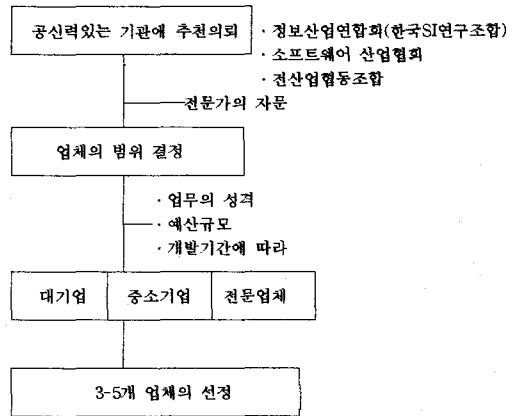 공신력있는 기관에 추천의뢰
· 정보산업연합회(한국SI연구조합)
· 소프트웨어 산업협회
· 전산업협동조합
전문가의 자문
업체의 범위 결정
· 업무의 성격
· 예산규모
· 개발기간에 따라
대기업 중소기업 전문업체
3-5개 업체의 선정